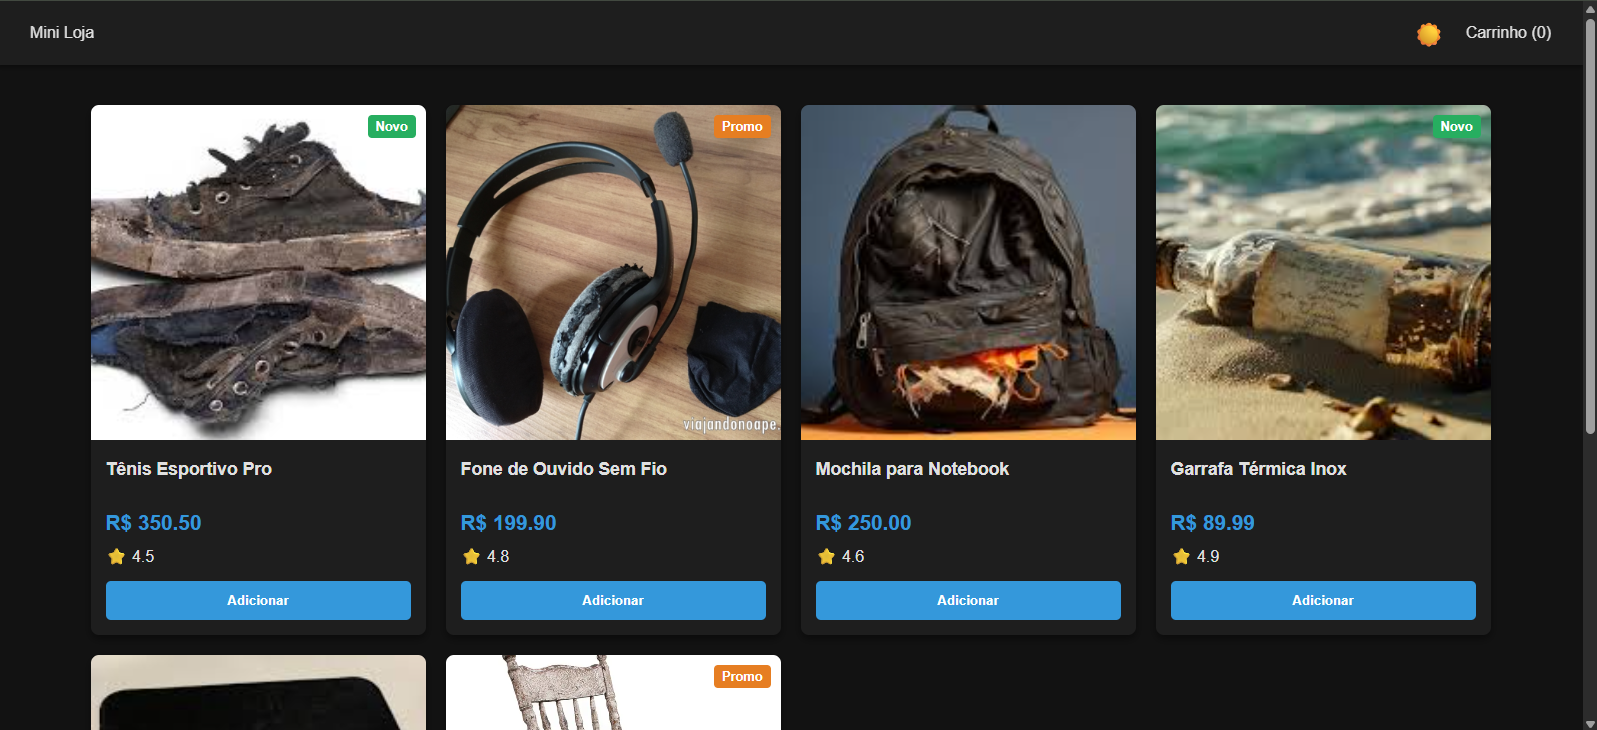 Mini Loja
Carrinho (0)
Novo
Promo
Novo
viajandonoape.
Tênis Esportivo Pro
Fone de Ouvido Sem Fio
Mochila para Notebook
Garrafa Térmica Inox
R$ 350.50
R$ 199.90
R$ 250.00
R$ 89.99
4.5
4.8
4.6
4.9
Adicionar
Adicionar
Adicionar
Adicionar
Promo